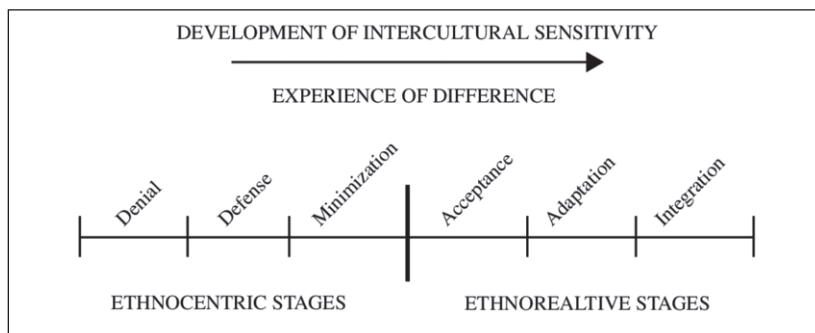 DEVELOPMENT OF INTERCULTURAL SENSITIVITY
EXPERIENCE OF DIFFERENCE
Denial
Defense
Minimization
Acceptance
Adaptation
Integration
ETHNOCENTRIC STAGES
ETHNOREALTIVE STAGES